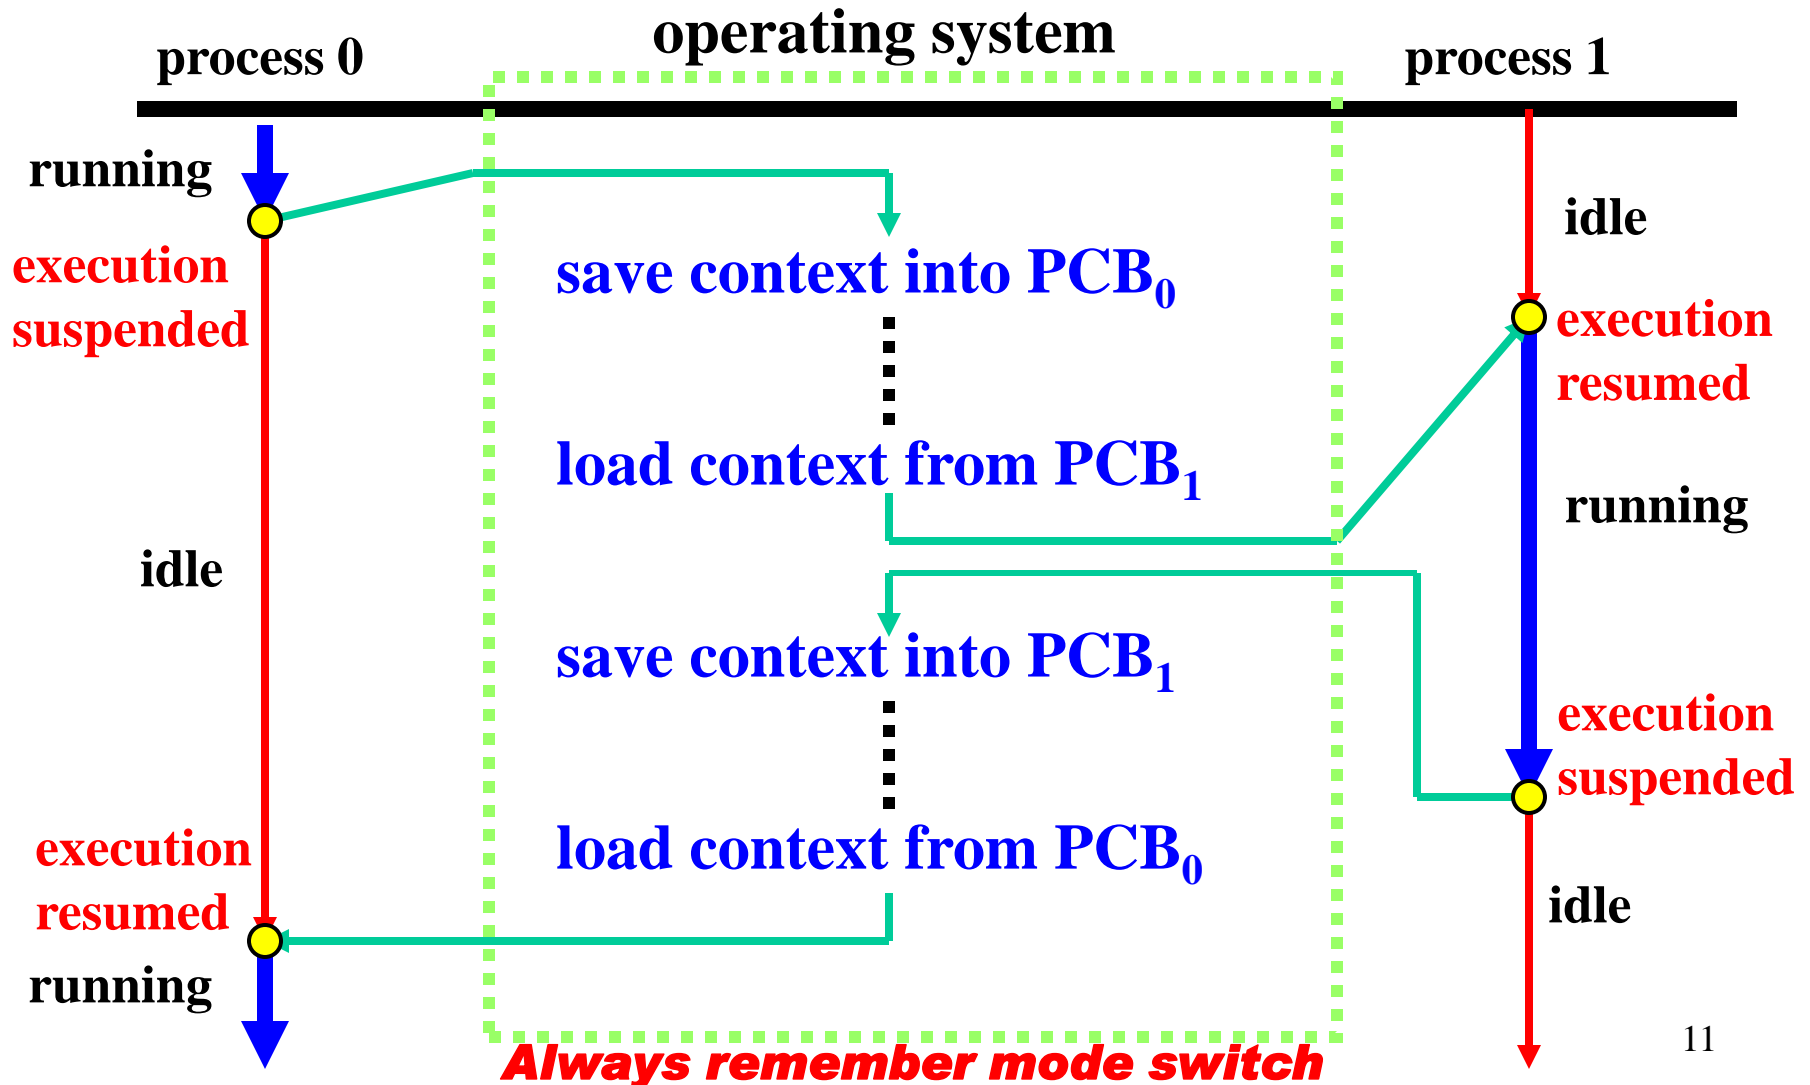 operating system
process 0
process 1
running
idle
execution
suspended
save context into PCB₀
execution
resumed
load context from PCB₁
running
idle
save context into PCB₁
execution
suspended
load context from PCB₀
execution
resumed
idle
running
11
Always remember mode switch